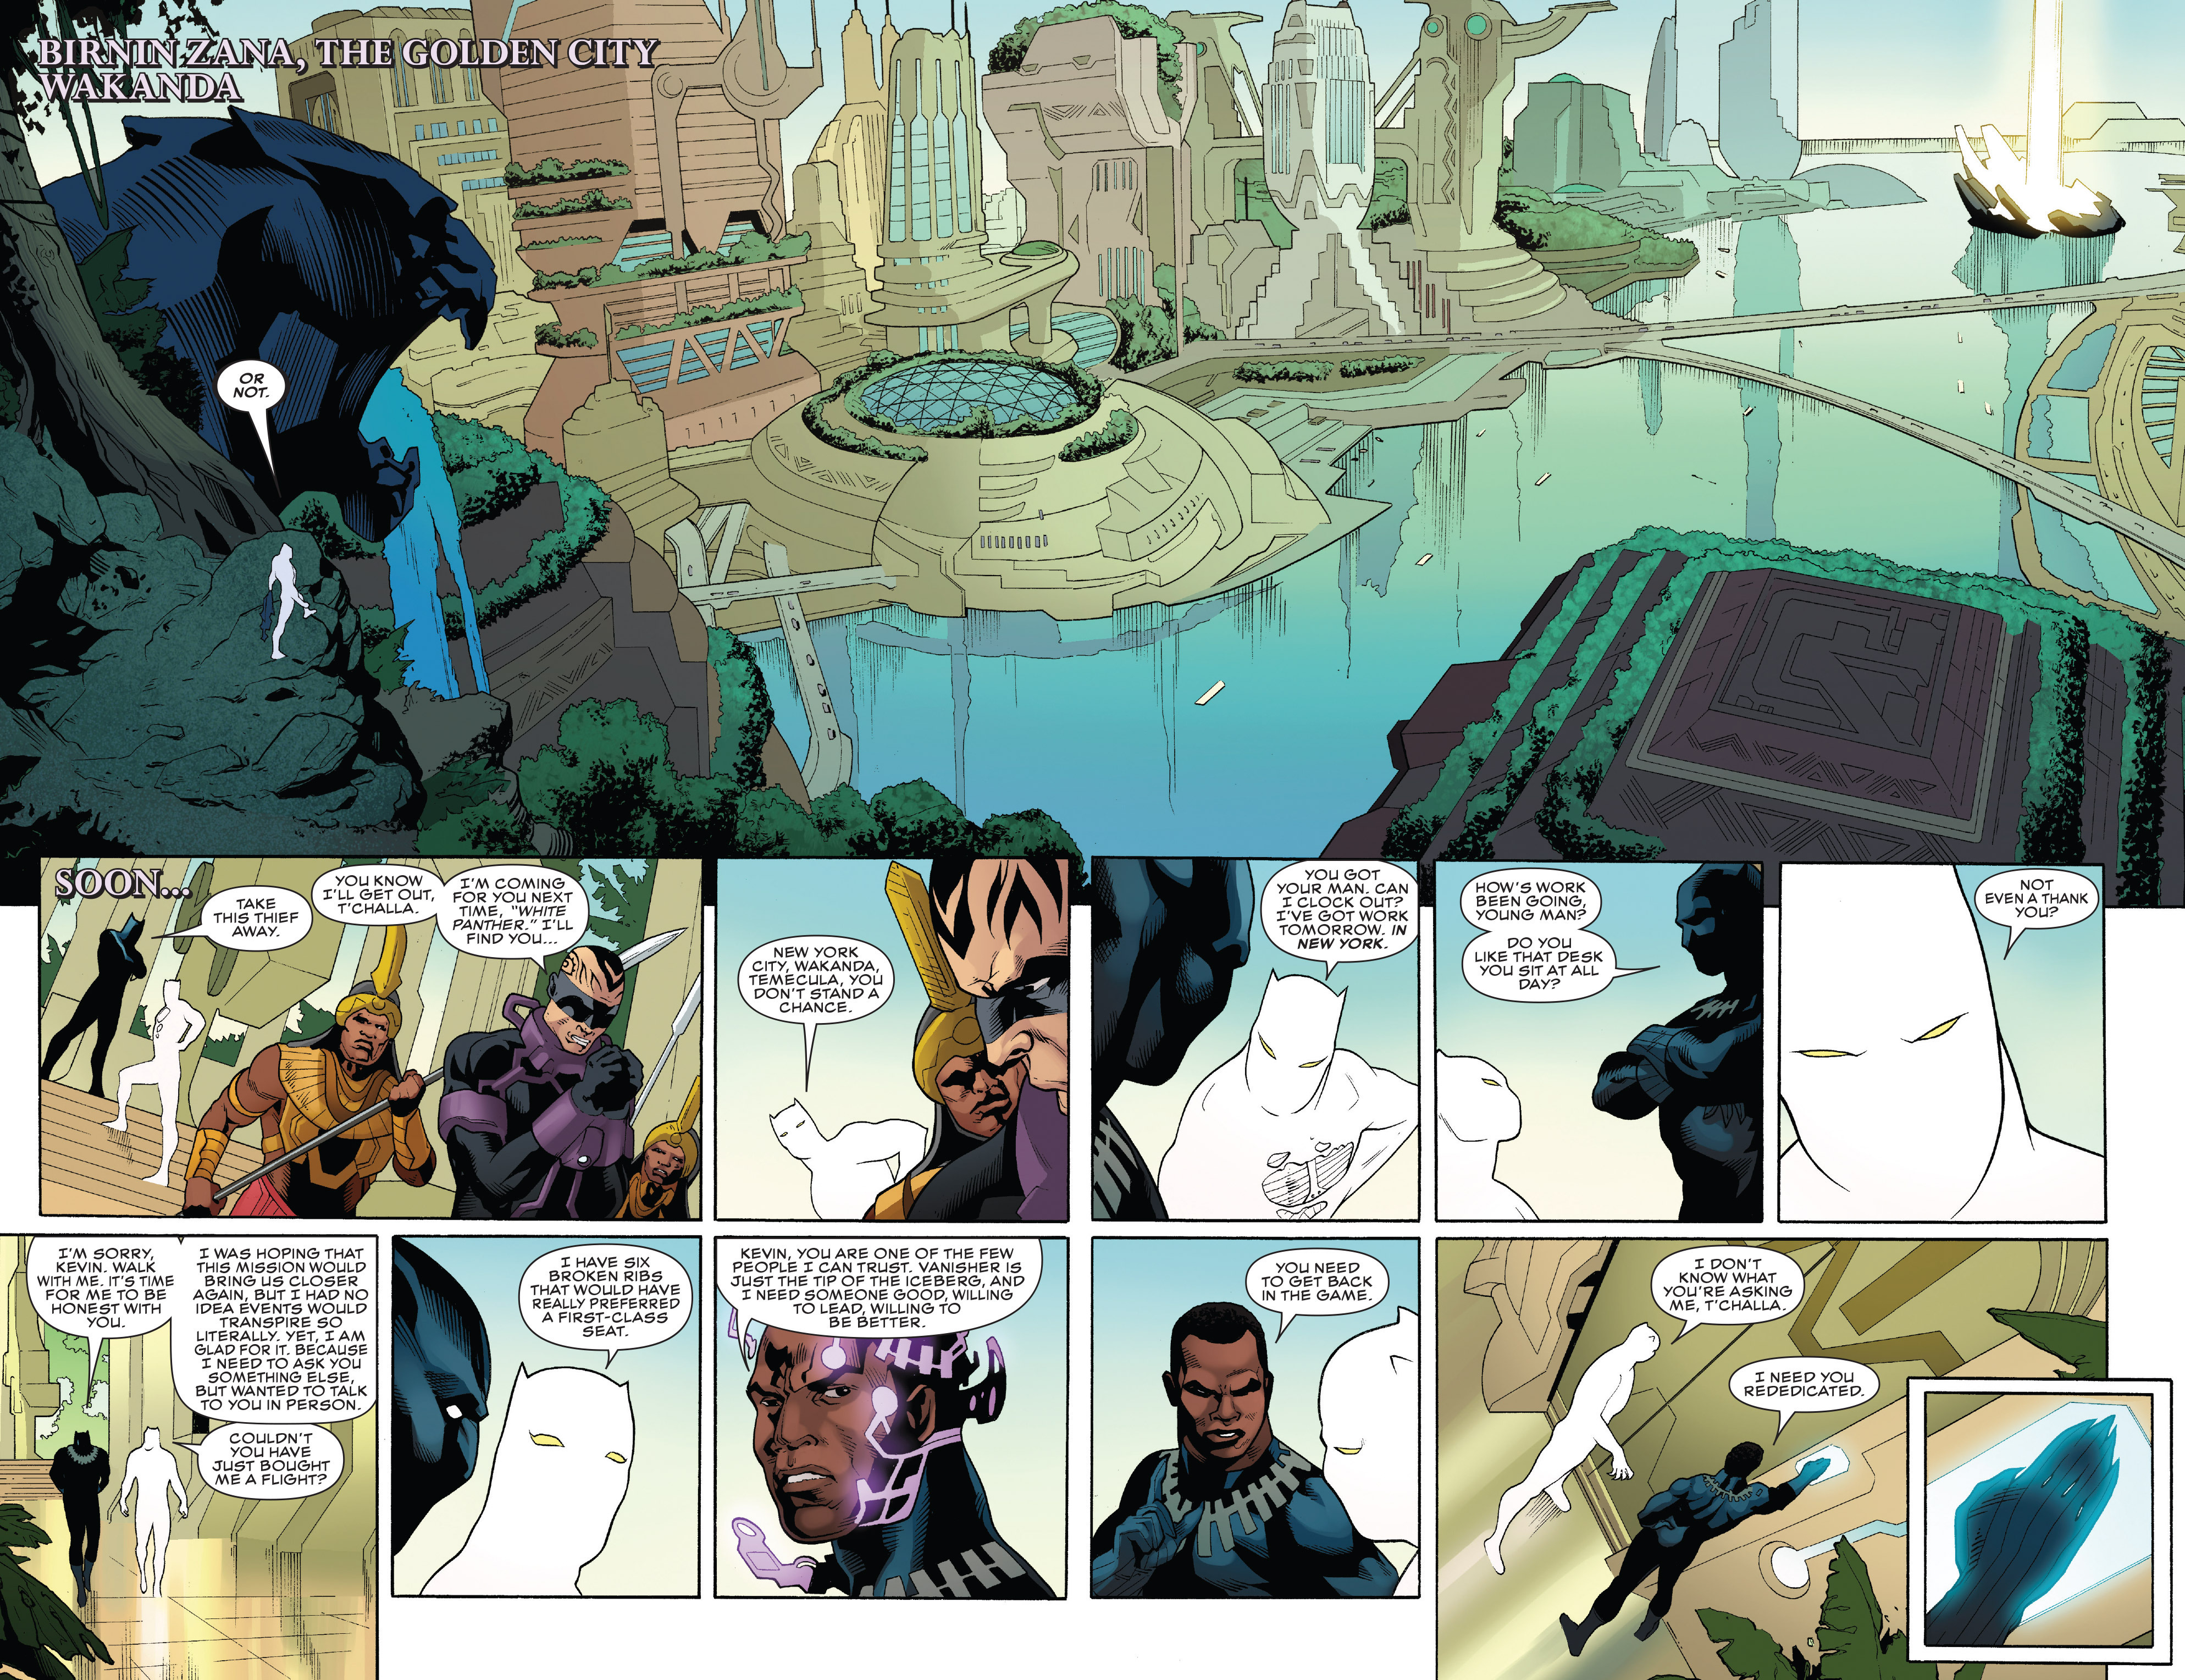 BIRNIN ZANA, THE GOLDEN CITY
WAKANDA
OR
NOT.
SOON...
TAKE
THIS THIEF
AWAY.
YOU KNOW
I'LL GET OUT,
T'CHALLA.
I'M COMING
FOR YOU NEXT
TIME, "WHITE
PANTHER." I'LL
FIND YOU...
NEW YORK
CITY, WAKANDA,
TEMECULA, YOU
DON'T STAND A
CHANCE.
YOU GOT
YOUR MAN. CAN
I CLOCK OUT?
I'VE GOT WORK
TOMORROW. IN
NEW YORK.
HOW'S WORK
BEEN GOING,
YOUNG MAN?
DO YOU
LIKE THAT DESK
YOU SIT AT ALL
DAY?
NOT
EVEN A THANK
YOU?
I'M SORRY,
KEVIN. WALK
WITH ME. IT'S TIME
FOR ME TO BE
HONEST WITH
YOU.
I WAS HOPING THAT
THIS MISSION WOULD
BRING US CLOSER
AGAIN, BUT I HAD NO
IDEA EVENTS WOULD
TRANSPIRE SO
LITERALLY. YET, I AM
GLAD FOR IT. BECAUSE
I NEED TO ASK YOU
SOMETHING ELSE,
BUT WANTED TO TALK
TO YOU IN PERSON.
COULDN'T
YOU HAVE
JUST BOUGHT
ME A FLIGHT?
I HAVE SIX
BROKEN RIBS
THAT WOULD HAVE
REALLY PREFERRED
A FIRST-CLASS
SEAT.
KEVIN, YOU ARE ONE OF THE FEW
PEOPLE I CAN TRUST. VANISHER IS
JUST THE TIP OF THE ICEBERG, AND
I NEED SOMEONE GOOD, WILLING
TO LEAD, WILLING TO
BE BETTER.
YOU NEED
TO GET BACK
IN THE GAME.
I DON'T
KNOW WHAT
YOU'RE ASKING
ME, T'CHALLA.
I NEED YOU
REDEDICATED.